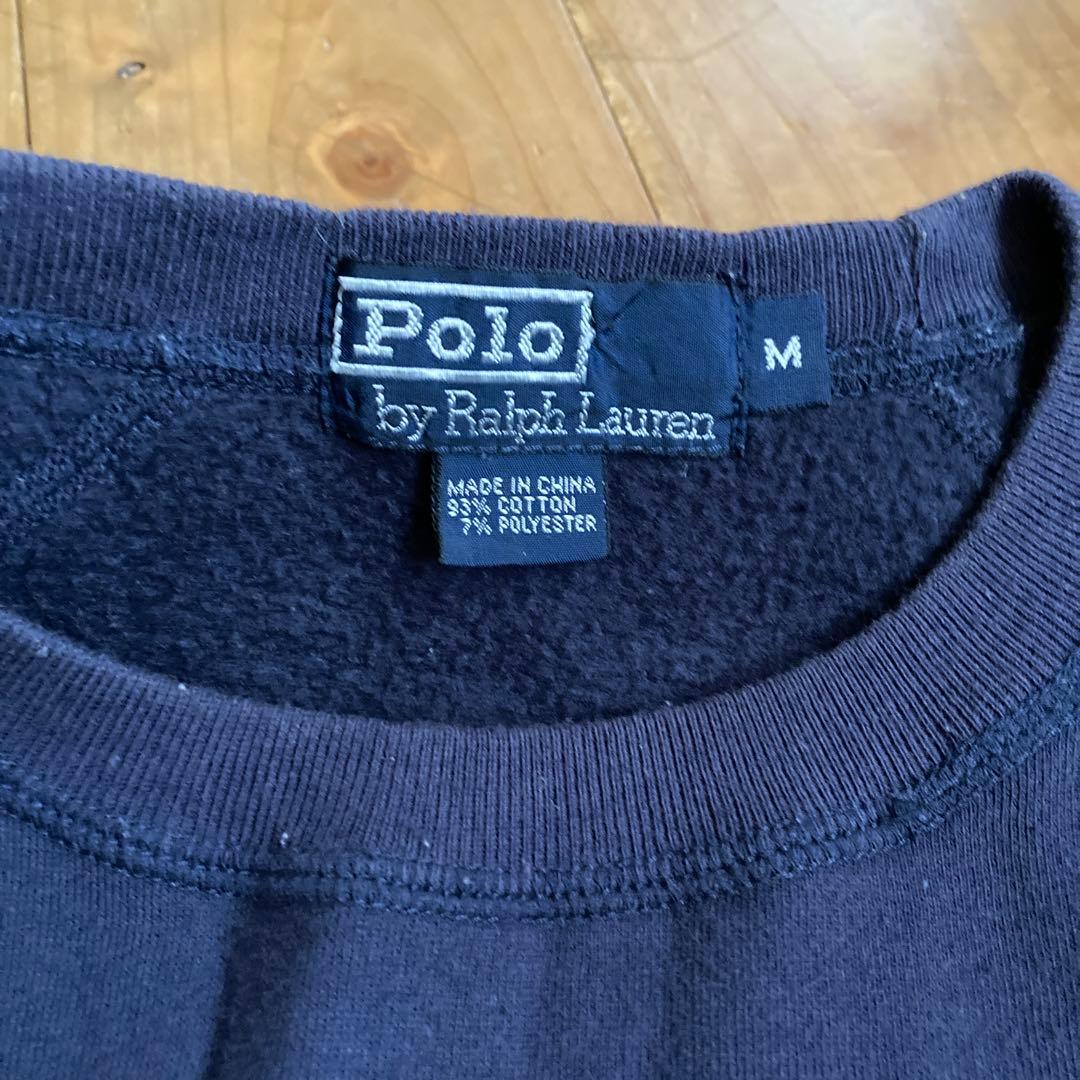 Polo
by Ralph Lauren
M
MADE IN CHINA
93% COTTON
7% POLYESTER